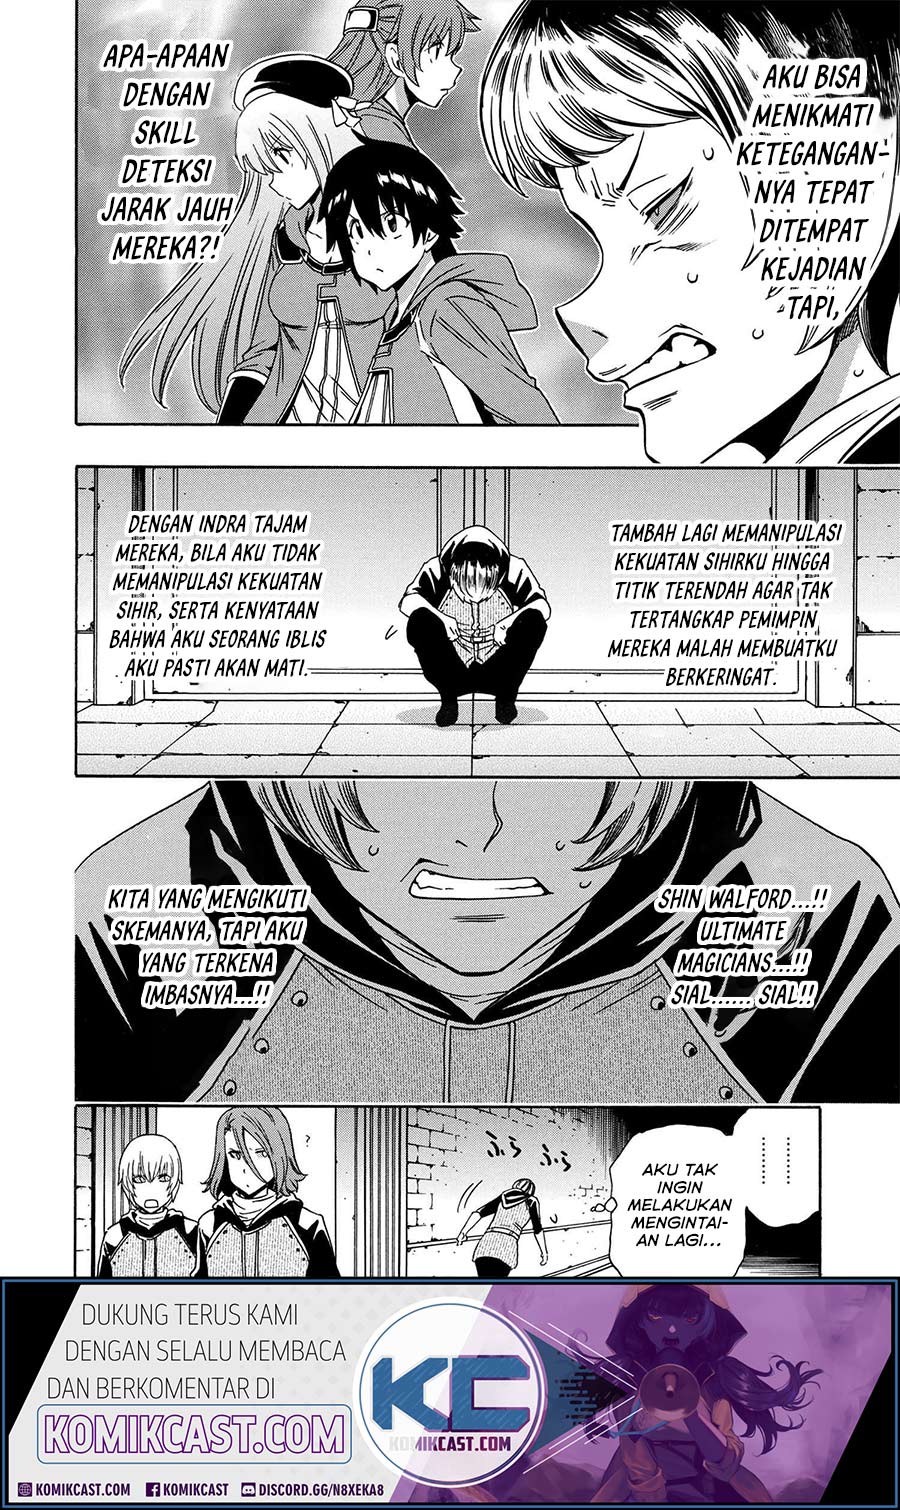 AKU BISA
MENIKMATI
KETEGANGAN-
NYA TEPAT
DITEMPAT
KEJADIAN
TAPI,
APA-APAAN
DENGAN
SKILL
DETEKSI
JARAK JAUH
MEREKA?!
TAMBAH LAGI MEMANIPULASI
KEKUATAN SIHIRKU HINGGA
TITIK TERENDAH AGAR TAK
TERTANGKAP PEMIMPIN
MEREKA MALAH MEMBUATKU
BERKERINGAT.
DENGAN INDRA TAJAM
MEREKA, BILA AKU TIDAK
MEMANIPULASI KEKUATAN
SIHIR, SERTA KENYATAAN
BAHWA AKU SEORANG IBLIS
AKU PASTI AKAN MATI.
SHIN WALFORD...!!
ULTIMATE
MAGICIANS...!!
SIAL...... SIAL!!
KITA YANG MENGIKUTI
SKEMANYA, TAPI AKU
YANG TERKENA
IMBASNYA...!!
AKU TAK
INGIN
MELAKUKAN
MENGINTAI-
AN LAGI...
ふら
ふら
?
DUKUNG TERUS KAMI
DENGAN SELALU MEMBACA
DAN BERKOMENTAR DI
KOMIKCAST.COM
KC
KOMIKCAST.COM
KOMIKCAST.COM
KOMIKCAST
DISCORD.GG/N8XEKA8